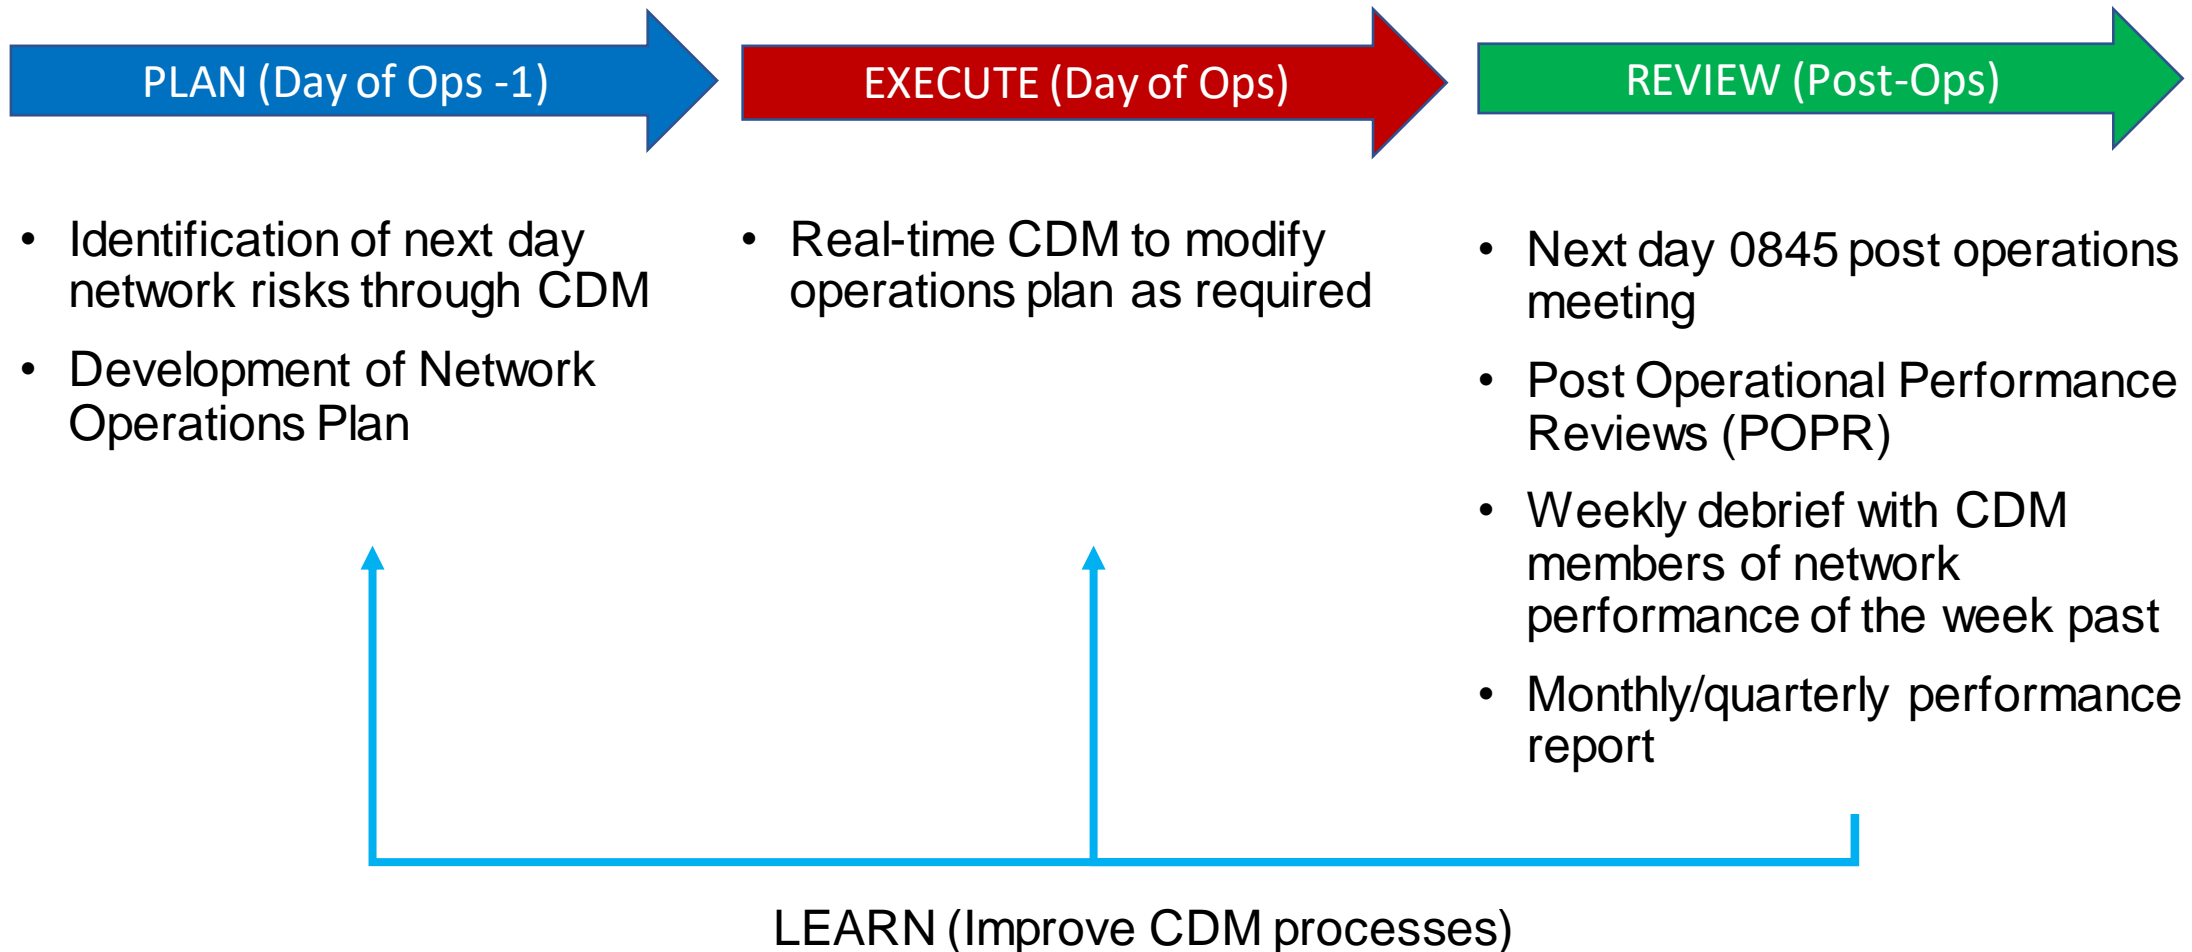 PLAN (Day of Ops -1)
EXECUTE (Day of Ops)
REVIEW (Post-Ops)
• Identification of next day
network risks through CDM
• Development of Network
Operations Plan
• Real-time CDM to modify
operations plan as required
• Next day 0845 post operations
meeting
• Post Operational Performance
Reviews (POPR)
• Weekly debrief with CDM
members of network
performance of the week past
• Monthly/quarterly performance
report
LEARN (Improve CDM processes)